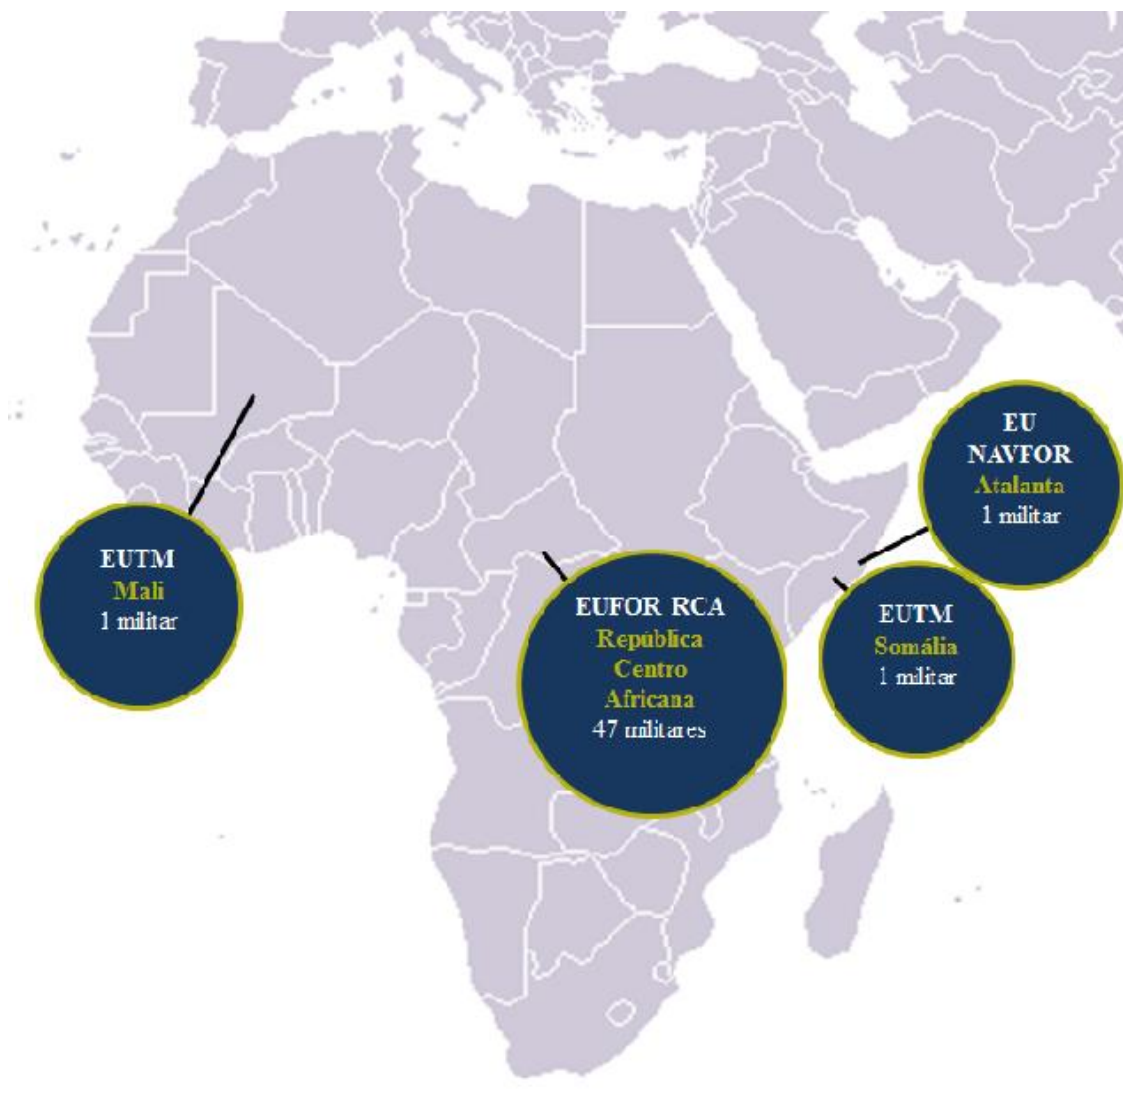 EU
NAVFOR
Atalanta
1 militar
EUTM
Mali
1 militar
EUFOR RCA
República
Centro
Africana
47 militares
EUTM
Somália
1 militar